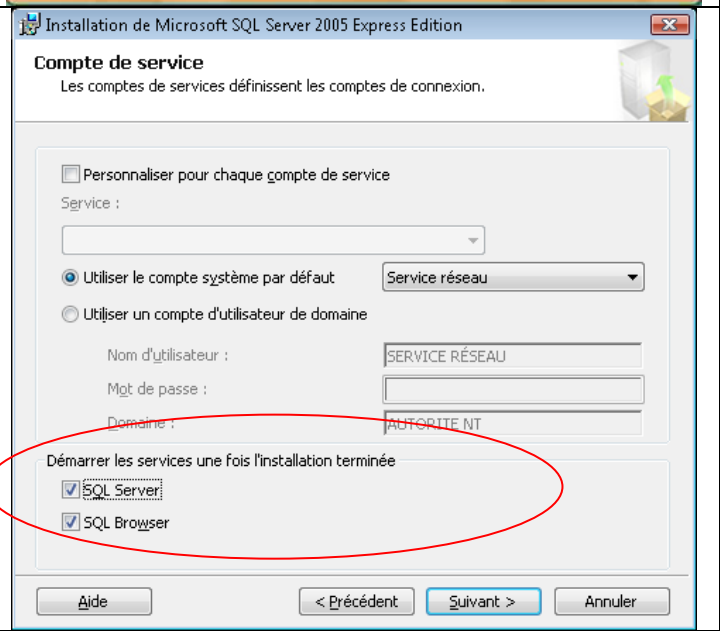 Installation de Microsoft SQL Server 2005 Express Edition
Compte de service
Les comptes de services définissent les comptes de connexion.
Personnaliser pour chaque compte de service
Service :
Utiliser le compte système par défaut
Service réseau
Utiliser un compte d'utilisateur de domaine
Nom d'utilisateur :
SERVICE RÉSEAU
Mot de passe :
Domaine :
AUTORITE NT
Démarrer les services une fois l'installation terminée
SQL Server
SQL Browser
Aide
< Précédent
Suivant >
Annuler